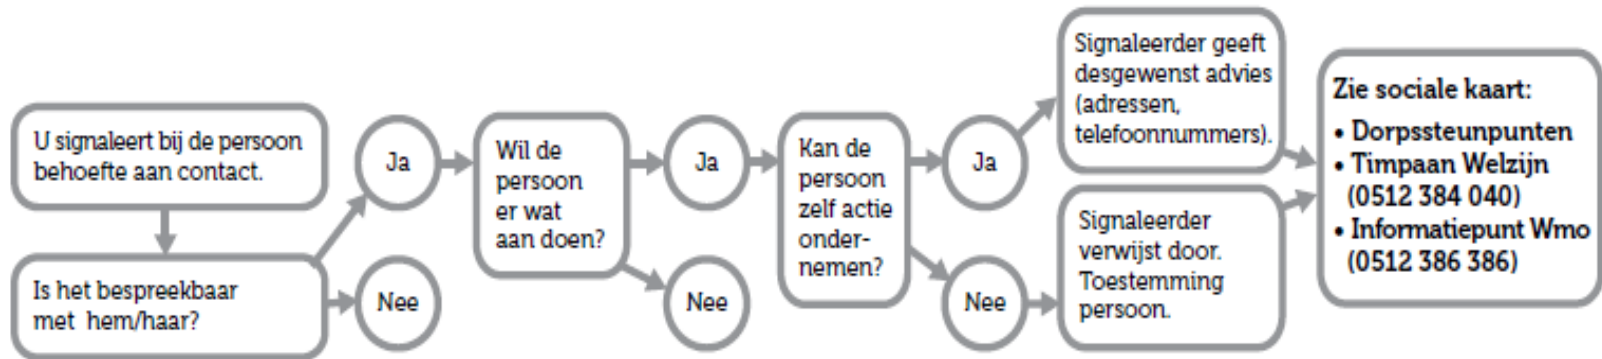 U signaleert bij de persoon
behoefte aan contact.
Is het bespreekbaar
met hem/haar?
Ja
Nee
Wil de
persoon
er wat
aan doen?
Ja
Nee
Kan de
persoon
zelf actie
onder-
nemen?
Ja
Nee
Signaleerder geeft
desgewenst advies
(adressen,
telefoonnummers).
Signaleerder
verwijst door.
Toestemming
persoon.
Zie sociale kaart:
• Dorpssteunpunten
• Timpaan Welzijn
(0512 384 040)
• Informatiepunt Wmo
(0512 386 386)